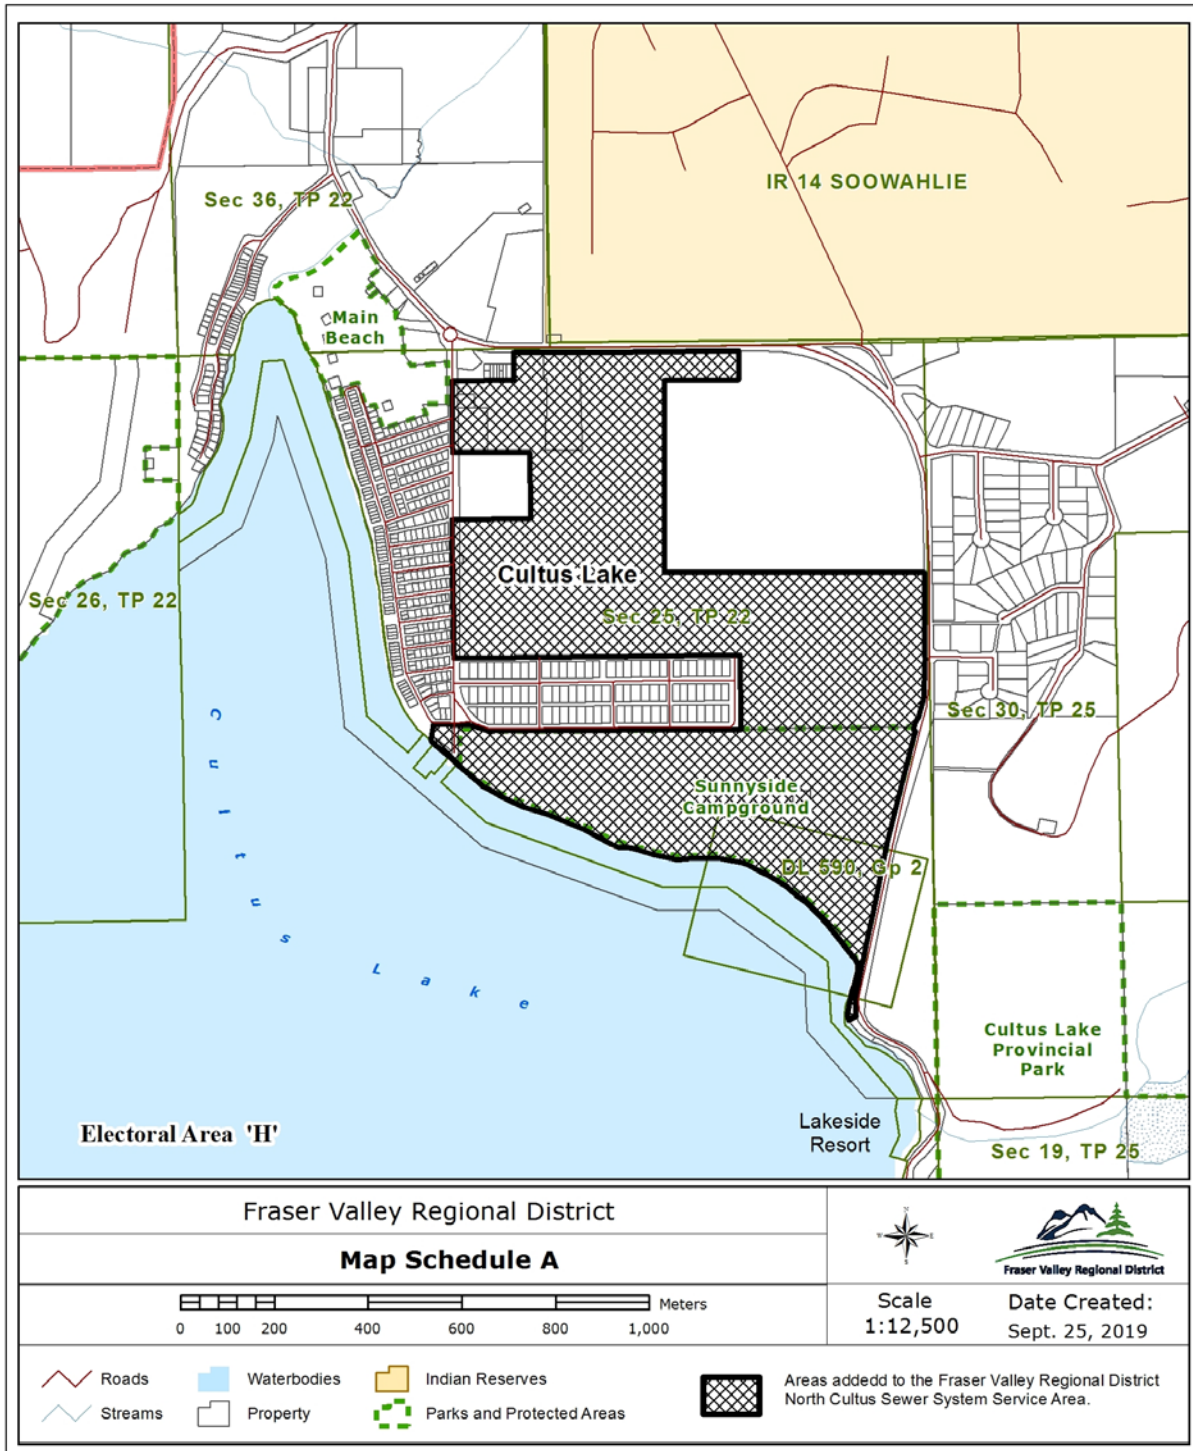 IR 14 SOOWAHLIE
Sec 36, TP 22
Main
Beach
Cultus Lake
Sec 26, TP 22
Sec 25, TP 22
Sec 30, TP 25
Sunnyside
Campground
DL 590, Gp 2
Cultus Lake
Cultus Lake
Provincial
Park
Electoral Area 'H'
Lakeside
Resort
Sec 19, TP 25
Fraser Valley Regional District
Map Schedule A
Meters
0 100 200 400 600 800 1,000
N
W E
S
Fraser Valley Regional District
Scale
1:12,500
Date Created:
Sept. 25, 2019
Roads
Waterbodies
Indian Reserves
Streams
Property
Parks and Protected Areas
Areas addedd to the Fraser Valley Regional District
North Cultus Sewer System Service Area.